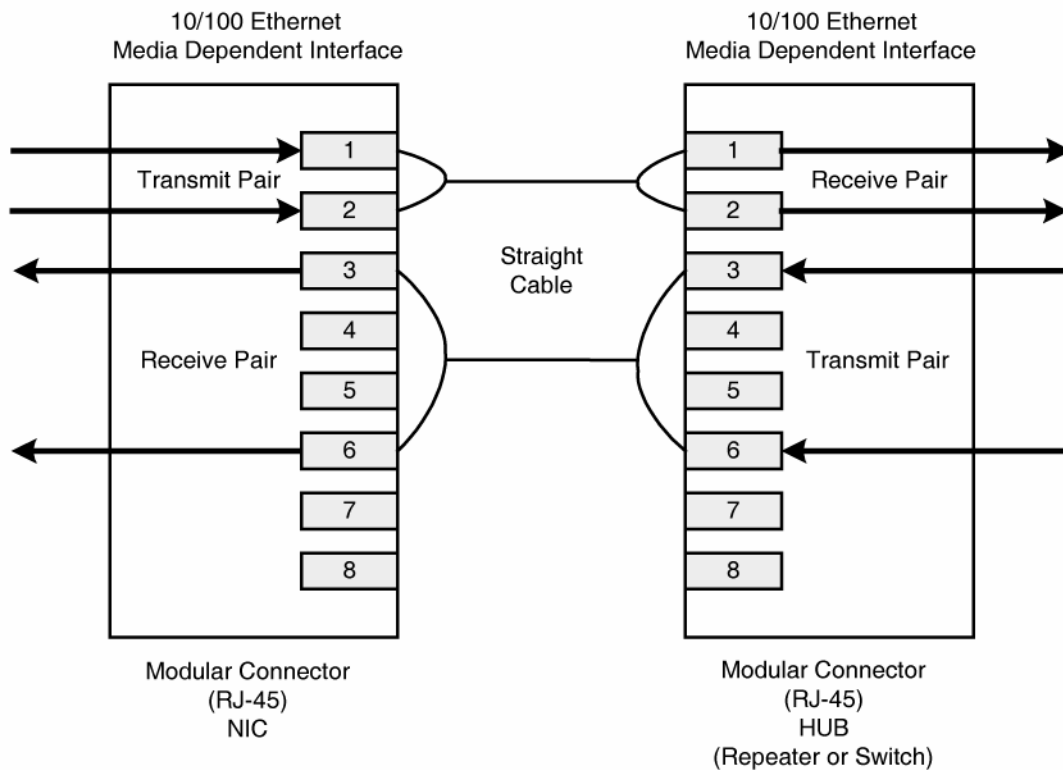 10/100 Ethernet
Media Dependent Interface
10/100 Ethernet
Media Dependent Interface
1
Transmit Pair
2
3
4
Receive Pair
5
6
7
8
Straight
Cable
1
Receive Pair
2
3
4
Transmit Pair
5
6
7
8
Modular Connector
(RJ-45)
NIC
Modular Connector
(RJ-45)
HUB
(Repeater or Switch)